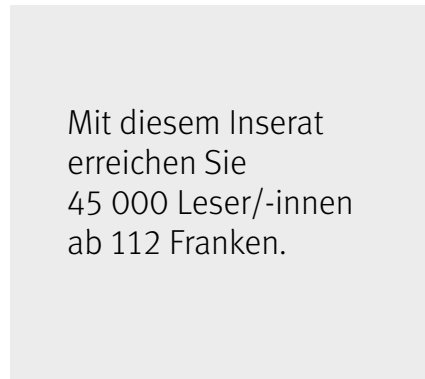 Mit diesem Inserat
erreichen Sie
45 000 Leser/-innen
ab 112 Franken.